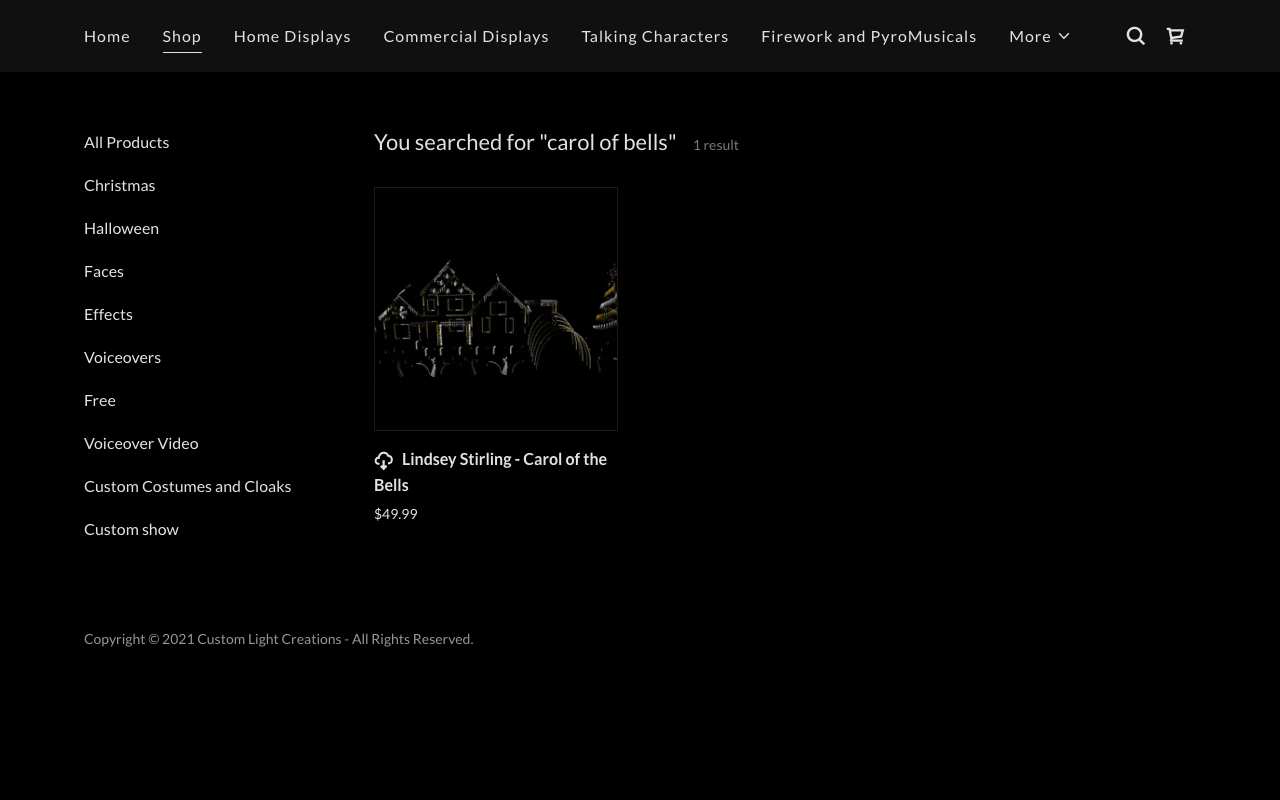 Home
Shop
Home Displays
Commercial Displays
Talking Characters
Firework and PyroMusicals
More
All Products
Christmas
Halloween
Faces
Effects
Voiceovers
Free
Voiceover Video
Custom Costumes and Cloaks
Custom show
You searched for "carol of bells" 1 result
Lindsey Stirling - Carol of the
Bells
$49.99
Copyright © 2021 Custom Light Creations - All Rights Reserved.